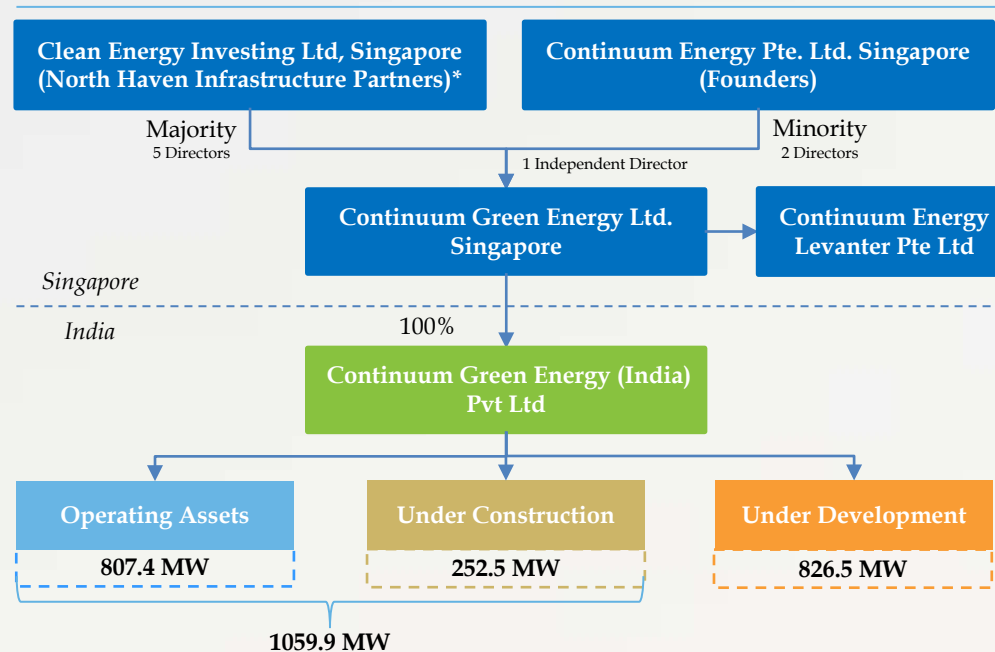 Clean Energy Investing Ltd, Singapore
(North Haven Infrastructure Partners)*
Continuum Energy Pte. Ltd. Singapore
(Founders)
Majority
5 Directors
Minority
2 Directors
1 Independent Director
Continuum Green Energy Ltd.
Singapore
Continuum Energy
Levanter Pte Ltd
Singapore
India
100%
Continuum Green Energy (India)
Pvt Ltd
Operating Assets
Under Construction
Under Development
807.4 MW
252.5 MW
826.5 MW
1059.9 MW